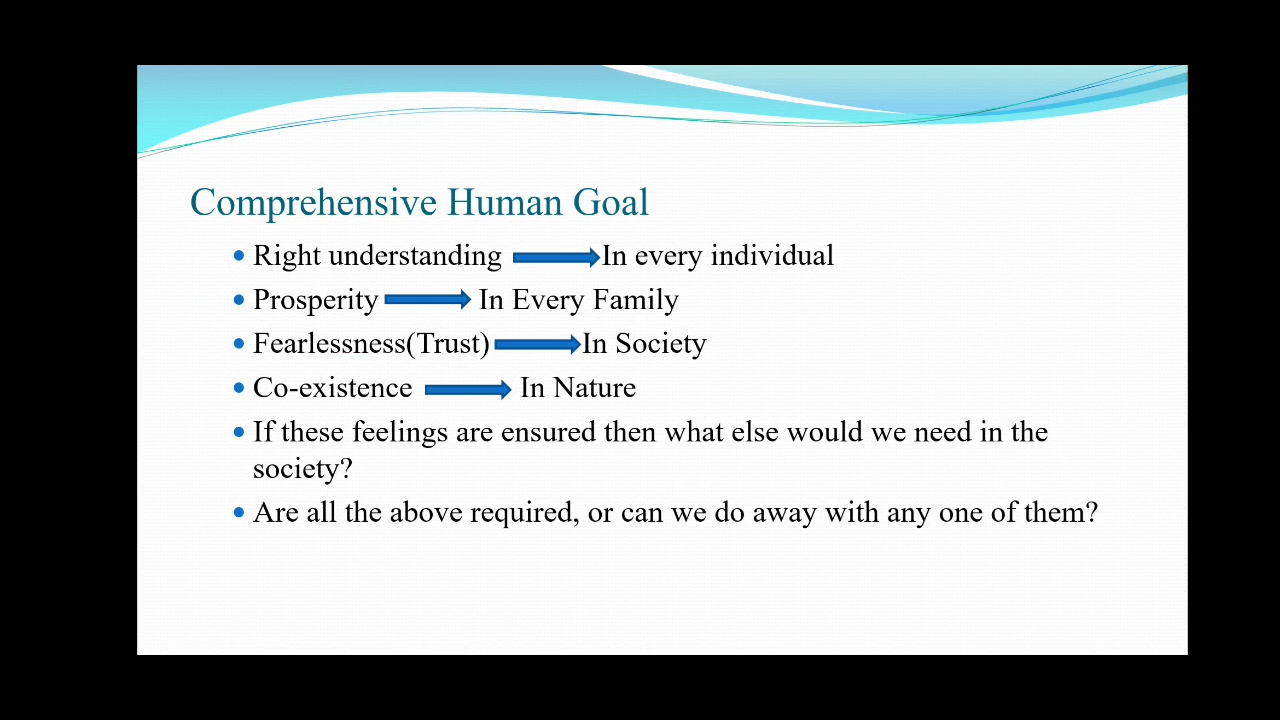 Comprehensive Human Goal
Right understanding In every individual
Prosperity In Every Family
Fearlessness(Trust) In Society
Co-existence In Nature
If these feelings are ensured then what else would we need in the
society?
Are all the above required, or can we do away with any one of them?